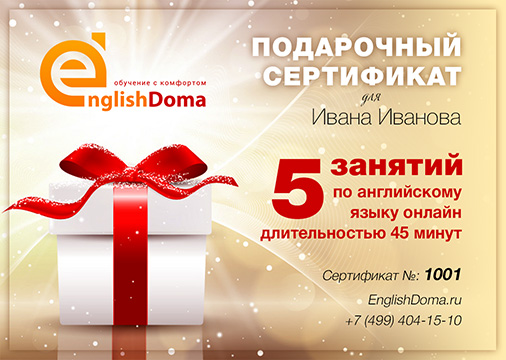 обучение с комфортом
englishDoma
ПОДАРОЧНЫЙ
СЕРТИФИКАТ
для
Ивана Иванова
5 занятий
по английскому
языку онлайн
длительностью 45 минут
Сертификат №: 1001
EnglishDoma.ru
+7 (499) 404-15-10